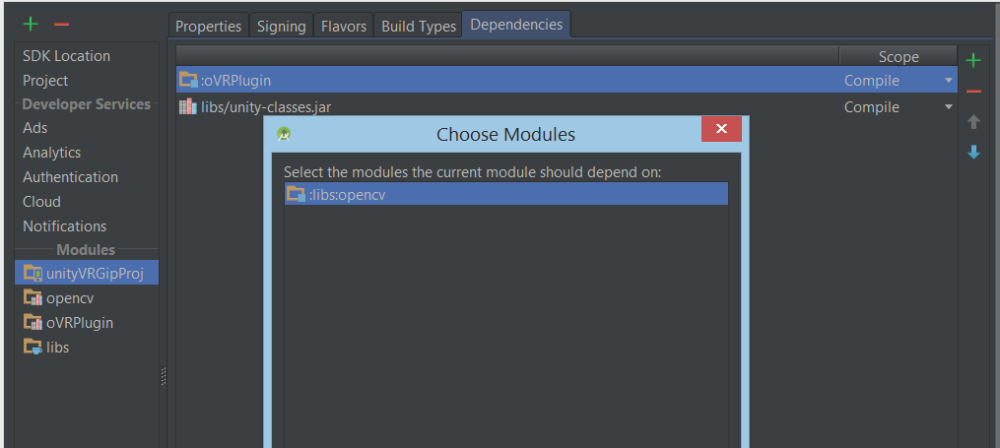 Properties Signing Flavors Build Types Dependencies
SDK Location
Project
Developer Services
Ads
Analytics
Authentication
Cloud
Notifications
Modules
unityVRGipProj
opencv
oVRPlugin
libs
Scope
:oVRPlugin Compile
libs/unity-classes.jar Compile
Choose Modules
Select the modules the current module should depend on:
:libs:opencv